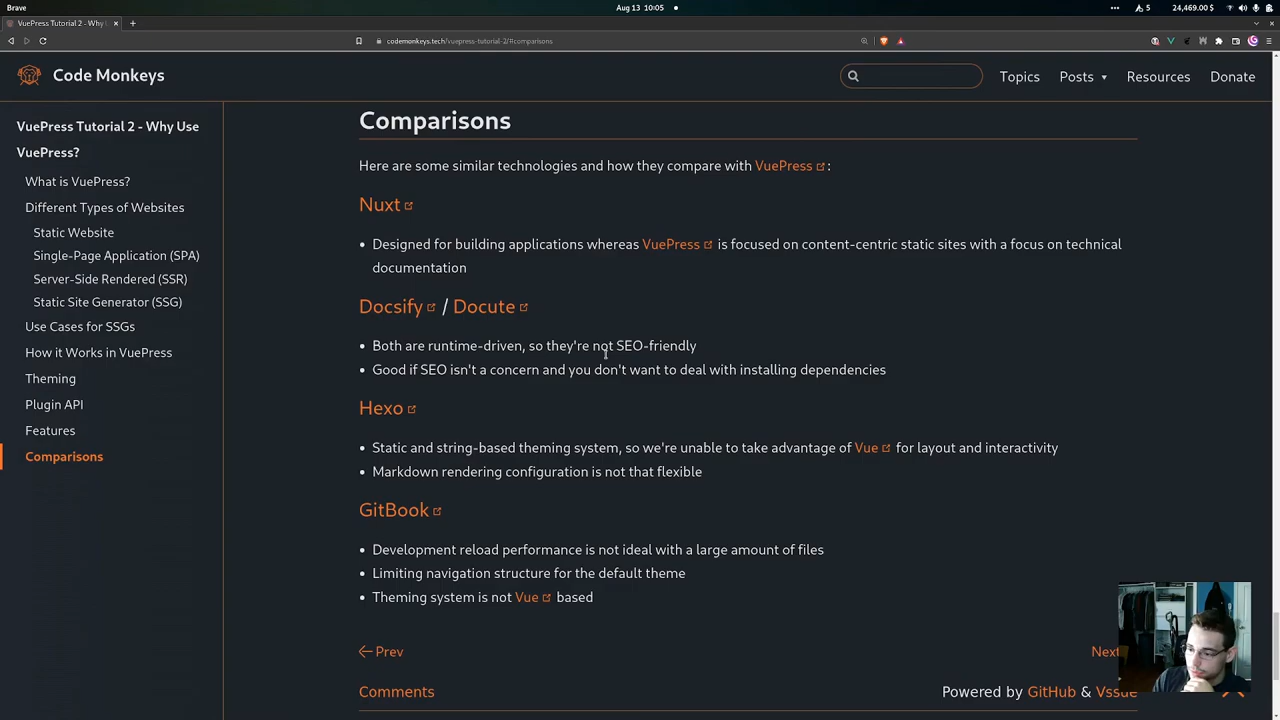 Brave
Aug 13 10:05
5
24,469.00 $
VuePress Tutorial 2 - Why
codemonkeys.tech/vuepress-tutorial-2/#comparisons
Code Monkeys
Topics
Posts
Resources
Donate
VuePress Tutorial 2 - Why Use
VuePress?
What is VuePress?
Different Types of Websites
Static Website
Single-Page Application (SPA)
Server-Side Rendered (SSR)
Static Site Generator (SSG)
Use Cases for SSGs
How it Works in VuePress
Theming
Plugin API
Features
Comparisons
Comparisons
Here are some similar technologies and how they compare with VuePress :
Nuxt
• Designed for building applications whereas VuePress is focused on content-centric static sites with a focus on technical
documentation
Docsify / Docute
• Both are runtime-driven, so they're not SEO-friendly
• Good if SEO isn't a concern and you don't want to deal with installing dependencies
Hexo
• Static and string-based theming system, so we're unable to take advantage of Vue for layout and interactivity
• Markdown rendering configuration is not that flexible
GitBook
• Development reload performance is not ideal with a large amount of files
• Limiting navigation structure for the default theme
• Theming system is not Vue based
Prev
Next
Comments
Powered by GitHub & Vssue